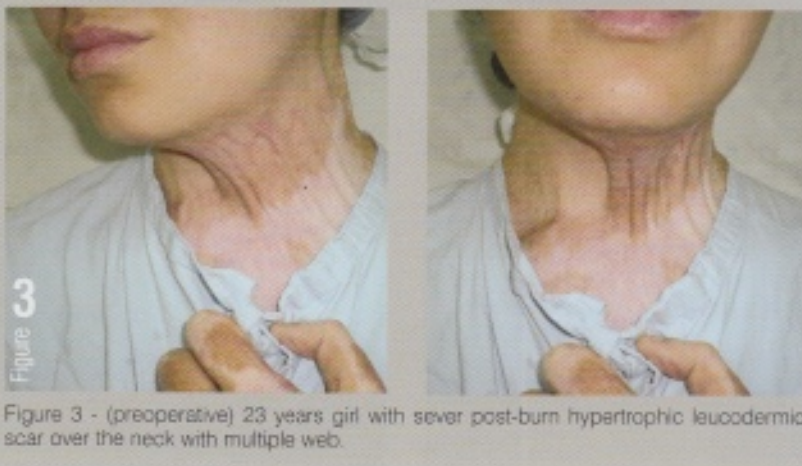 Figure 3
Figure 3 - (preoperative) 23 years girl with sever post-burn hypertrophic leucodermic
scar over the neck with multiple web.